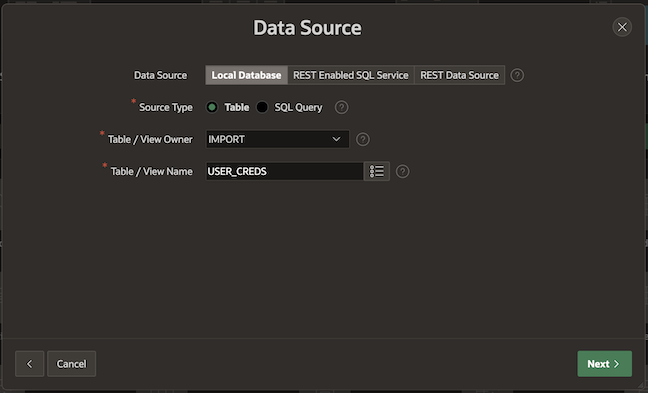 Data Source
Data Source Local Database REST Enabled SQL Service REST Data Source ?
* Source Type Table SQL Query ?
* Table / View Owner IMPORT ?
* Table / View Name USER_CREDS ?
Cancel Next